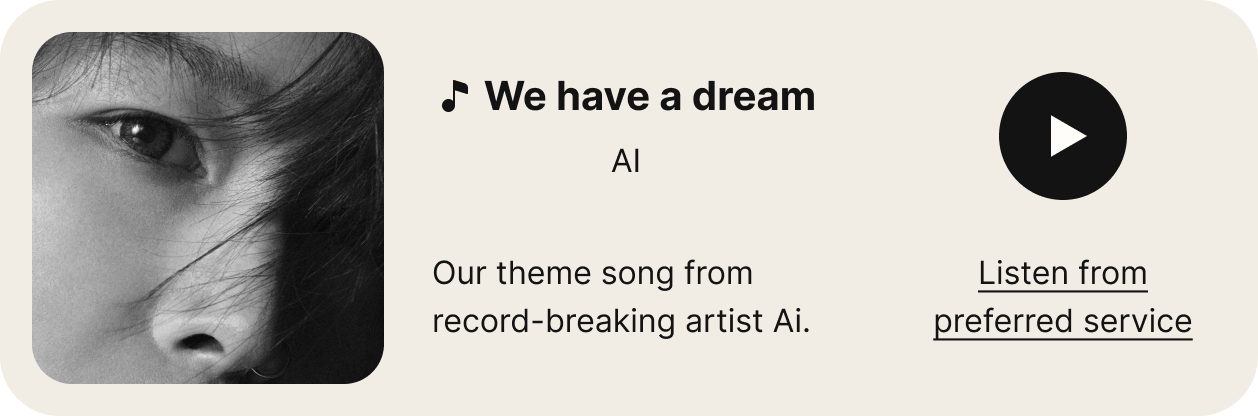 We have a dream
AI
Our theme song from
record-breaking artist Ai.
Listen from
preferred service